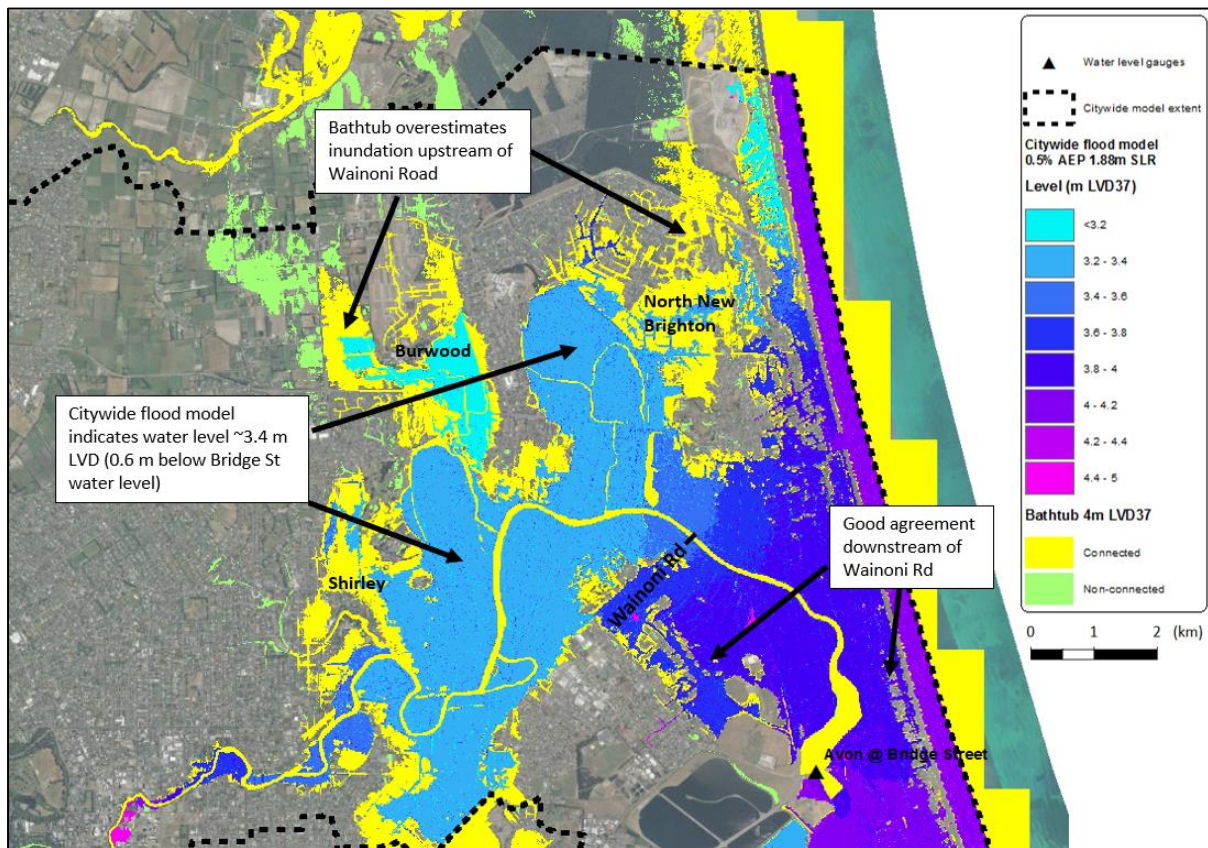 Bathtub overestimates
inundation upstream of
Wainoni Road
Citywide flood model
indicates water level ~3.4 m
LVD (0.6 m below Bridge St
water level)
Burwood
North New
Brighton
Shirley
Wainoni Rd
Good agreement
downstream of
Wainoni Rd
Avon @ Bridge Street
Water level gauges
Citywide model extent
Citywide flood model
0.5% AEP 1.88m SLR
Level (m LVD37)
<3.2
3.2 - 3.4
3.4 - 3.6
3.6 - 3.8
3.8 - 4
4 - 4.2
4.2 - 4.4
4.4 - 5
Bathtub 4m LVD37
Connected
Non-connected
0 1 2 (km)